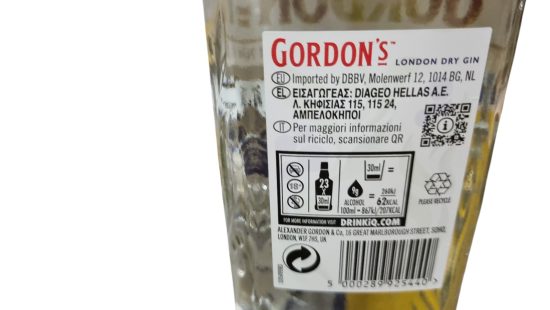 GORDON'S™ LONDON DRY GIN
EU Imported by DBBV, Molenwerf 12, 1014 BG, NL
EL ΕΙΣΑΓΩΓΕΑΣ: DIAGEO HELLAS A.E.
Λ. ΚΗΦΙΣΙΑΣ 115, 115 24,
ΑΜΠΕΛΟΚΗΠΟΙ
IT Per maggiori informazioni
sul riciclo, scansionare QR
23
x
30ml
18+
30ml =
9g
ALCOHOL
= 260kJ
62KCAL
100ml=867kJ/207KCAL
PLEASE RECYCLE
FOR MORE INFORMATION VISIT DRINKiQ.COM
ALEXANDER GORDON & Co, 16 GREAT MARLBOROUGH STREET, SOHO,
LONDON, W1F 7HS, UK
5 000289 925440 >